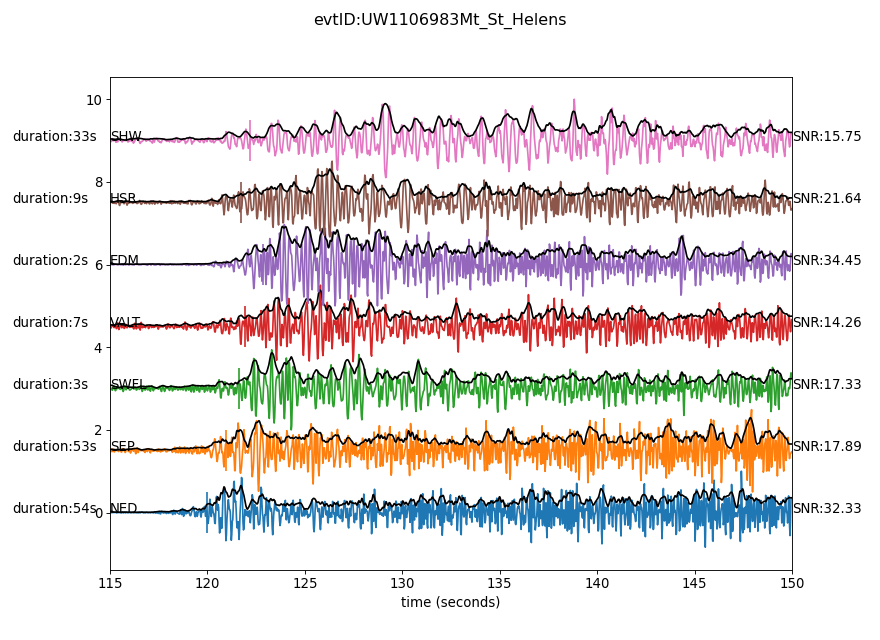 evtID:UW1106983Mt_St_Helens
10
duration:33s SHW SNR:15.75
8
duration:9s HSR SNR:21.64
duration:2s EDM SNR:34.45
6
duration:7s VALT SNR:14.26
4
duration:3s SWFL SNR:17.33
2
duration:53s SEP SNR:17.89
duration:54s NED SNR:32.33
0
115 120 125 130 135 140 145 150
time (seconds)